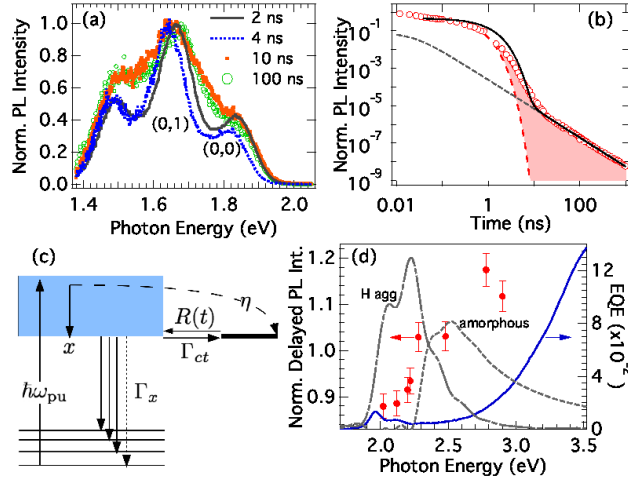 (a)
2 ns
4 ns
10 ns
100 ns
(0,1)
(0,0)
Norm. PL Intensity
1.0
0.8
0.6
0.4
0.2
0.0
1.4
1.6
1.8
2.0
Photon Energy (eV)
(b)
Norm. PL Intensity
10^-1
10^-3
10^-5
10^-7
10^-9
0.01
1
100
Time (ns)
(c)
η
R(t)
Γct
x
ħωpu
Γx
(d)
H agg
amorphous
Norm. Delayed PL Int.
1.2
1.1
1.0
0.9
EQE (x10^-2)
12
8
4
0
2.0
2.5
3.0
3.5
Photon Energy (eV)